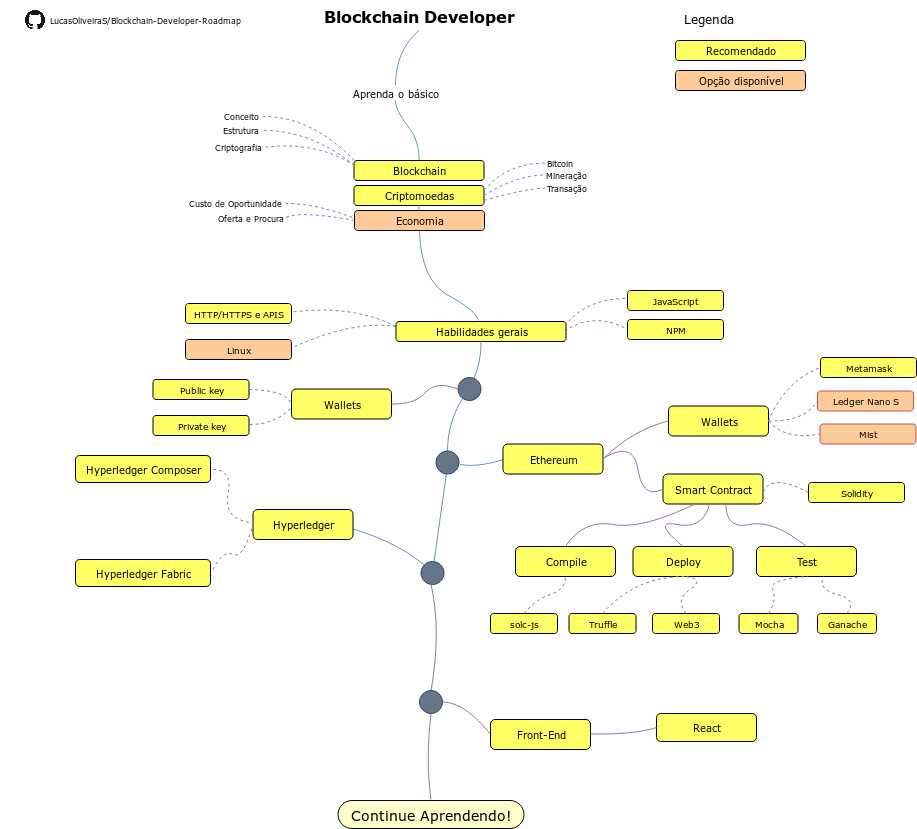 LucasOliveiraS/Blockchain-Developer-Roadmap
Blockchain Developer
Legenda
Recomendado
Opção disponível
Aprenda o básico
Conceito
Estrutura
Criptografia
Blockchain
Criptomoedas
Economia
Bitcoin
Mineração
Transação
Custo de Oportunidade
Oferta e Procura
HTTP/HTTPS e APIS
Linux
Habilidades gerais
JavaScript
NPM
Public key
Private key
Wallets
Ethereum
Wallets
Metamask
Ledger Nano S
Mist
Smart Contract
Solidity
Hyperledger Composer
Hyperledger
Hyperledger Fabric
Compile
Deploy
Test
solc-js
Truffle
Web3
Mocha
Ganache
Front-End
React
Continue Aprendendo!